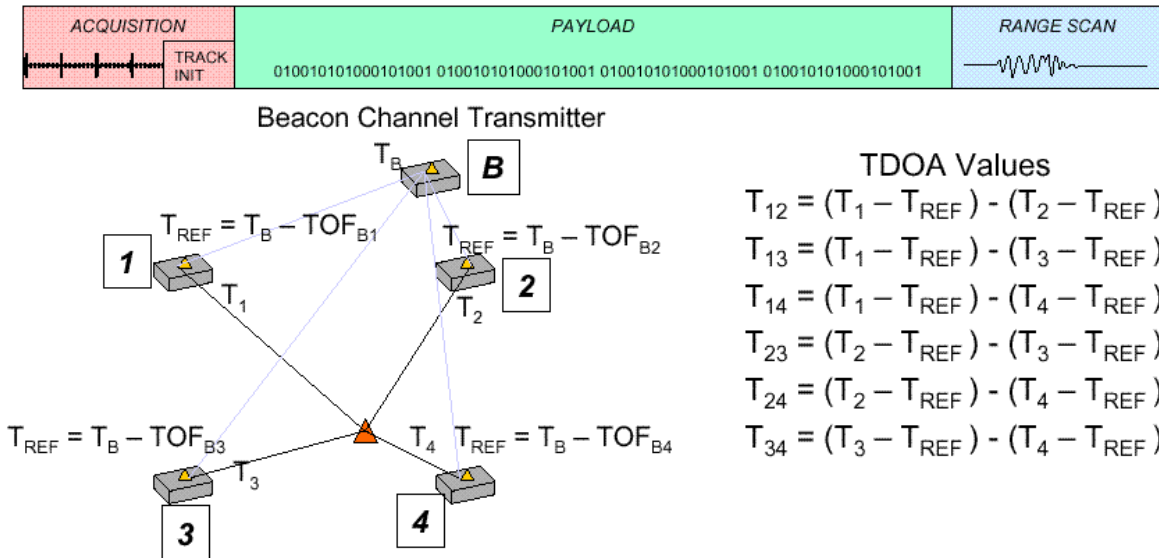 ACQUISITION
TRACK
INIT
PAYLOAD
010010101000101001 010010101000101001 010010101000101001 010010101000101001
RANGE SCAN
Beacon Channel Transmitter
T_B
B
T_REF = T_B – TOF_B1
1
T_1
T_REF = T_B – TOF_B2
2
T_2
T_REF = T_B – TOF_B3
T_3
3
T_4
T_REF = T_B – TOF_B4
4
TDOA Values
T_12 = (T_1 – T_REF ) - (T_2 – T_REF )
T_13 = (T_1 – T_REF ) - (T_3 – T_REF )
T_14 = (T_1 – T_REF ) - (T_4 – T_REF )
T_23 = (T_2 – T_REF ) - (T_3 – T_REF )
T_24 = (T_2 – T_REF ) - (T_4 – T_REF )
T_34 = (T_3 – T_REF ) - (T_4 – T_REF )